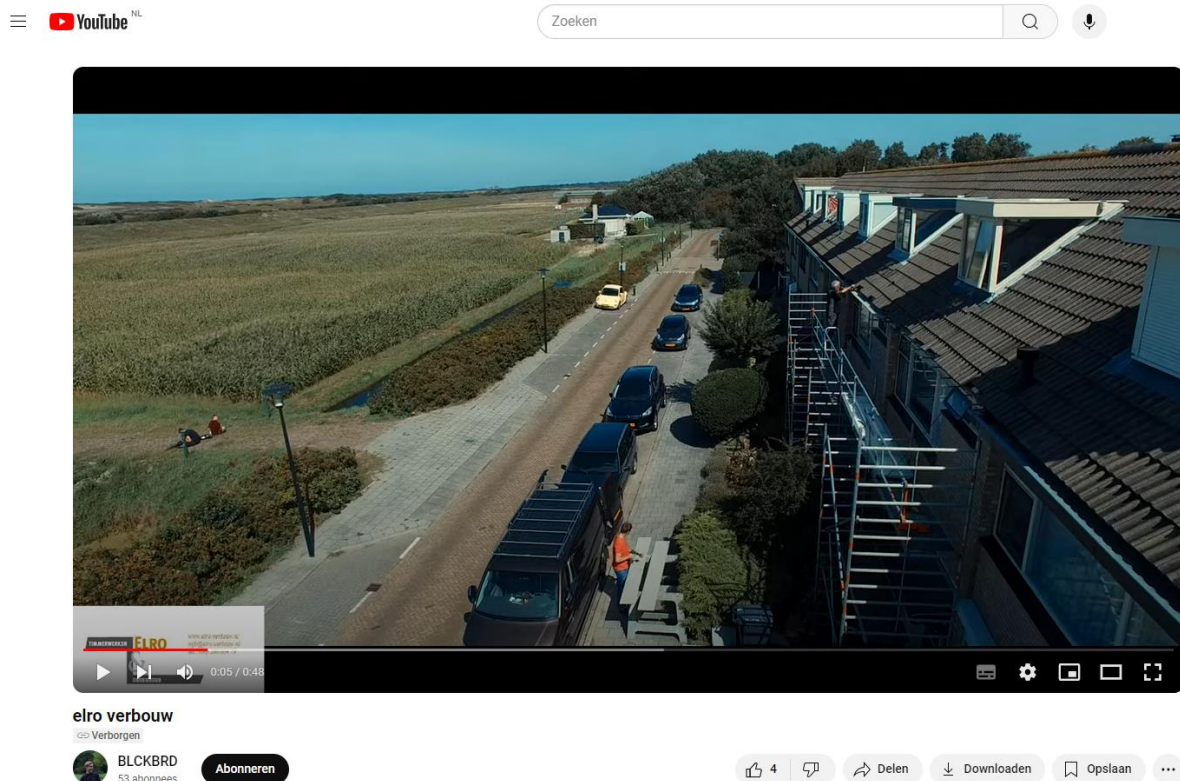 YouTube NL
Zoeken
TIMMERWERKEN ELRO
&
0:05 / 0:48
elro verbouw
Verborgen
BLCKBRD
53 abonnees
Abonneren
4
Delen
Downloaden
Opslaan